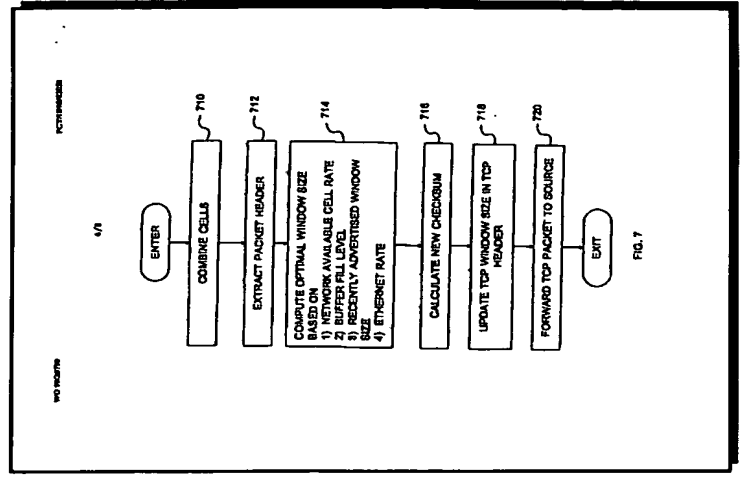 4/8
ENTER
COMBINE CELLS
710
EXTRACT PACKET HEADER
712
COMPUTE OPTIMAL WINDOW SIZE
BASED ON
1) NETWORK AVAILABLE CELL RATE
2) BUFFER FILL LEVEL
3) RECENTLY ADVERTISED WINDOW
SIZE
4) ETHERNET RATE
714
CALCULATE NEW CHECKSUM
716
UPDATE TCP WINDOW SIZE IN TCP
HEADER
718
FORWARD TCP PACKET TO SOURCE
720
EXIT
FIG. 7